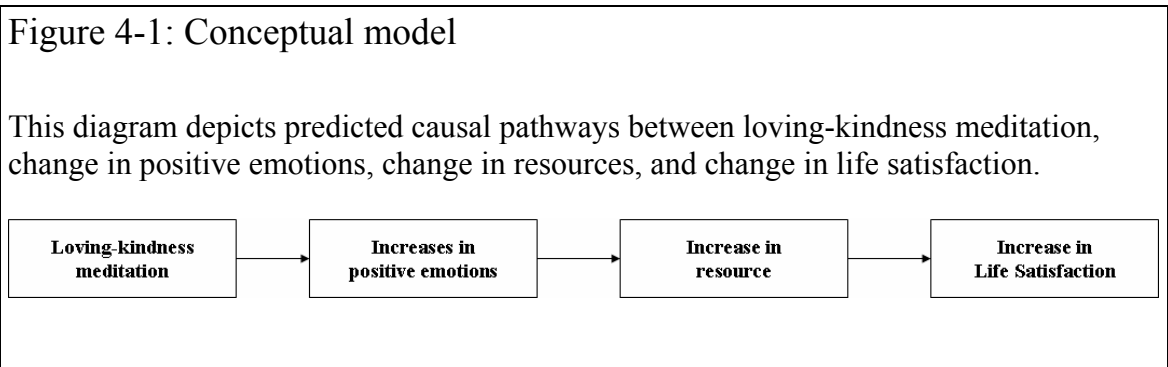 Figure 4-1: Conceptual model
This diagram depicts predicted causal pathways between loving-kindness meditation,
change in positive emotions, change in resources, and change in life satisfaction.
Loving-kindness
meditation
Increases in
positive emotions
Increase in
resource
Increase in
Life Satisfaction